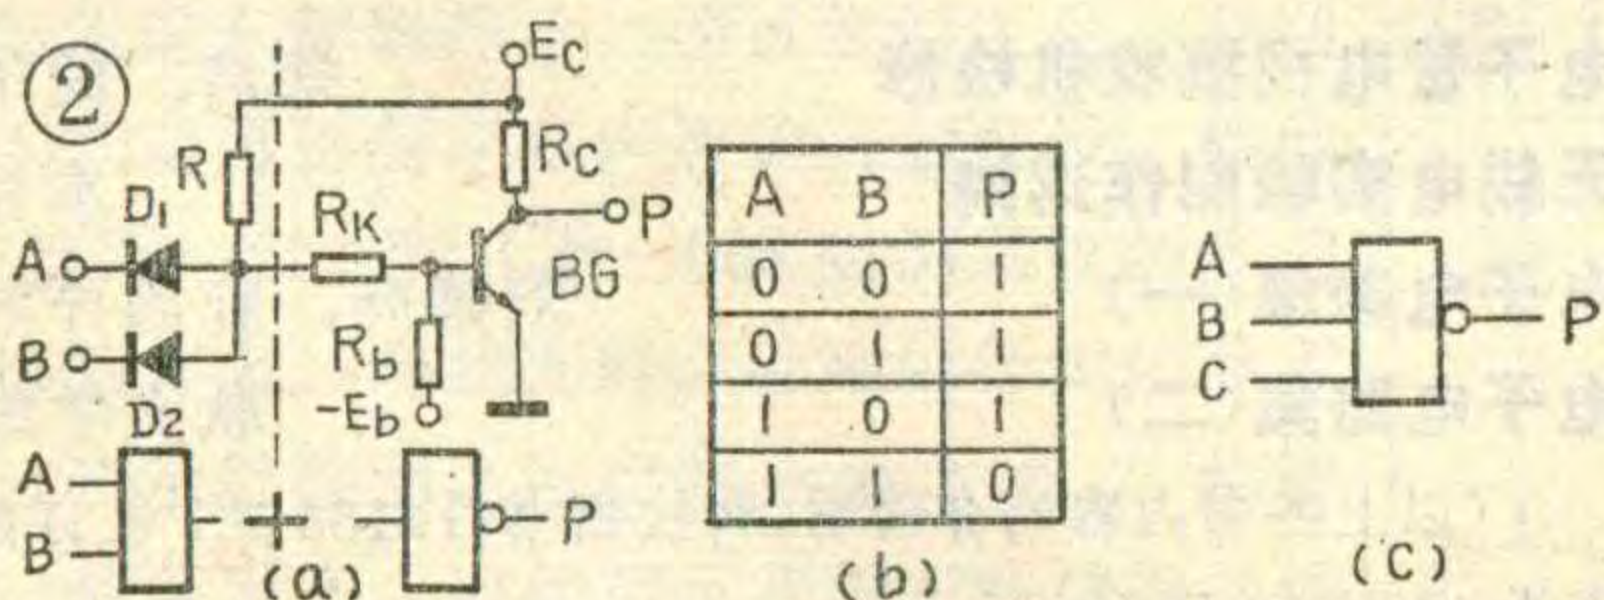 ②
Ec
R
Rc
D1
RK
P
A
BG
B
Rb
D2
-Eb
A
B
P
(a)
A B P
0 0 1
0 1 1
1 0 1
1 1 0
(b)
A
B
C
P
(C)